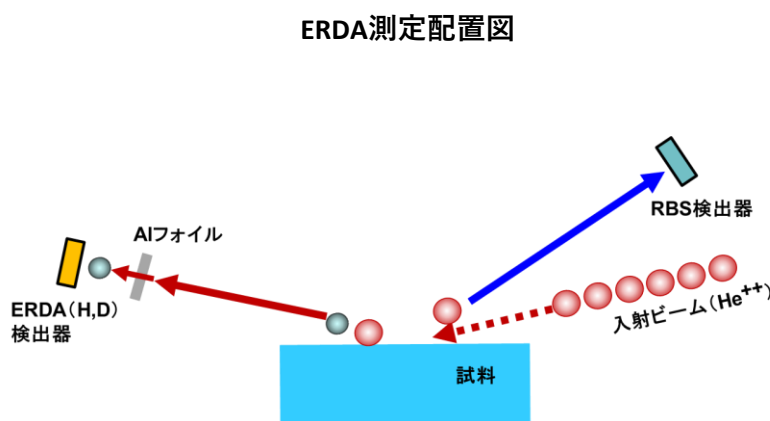 ERDA測定配置図
RBS検出器
Alフォイル
ERDA(H,D)
検出器
入射ビーム(He++)
試料